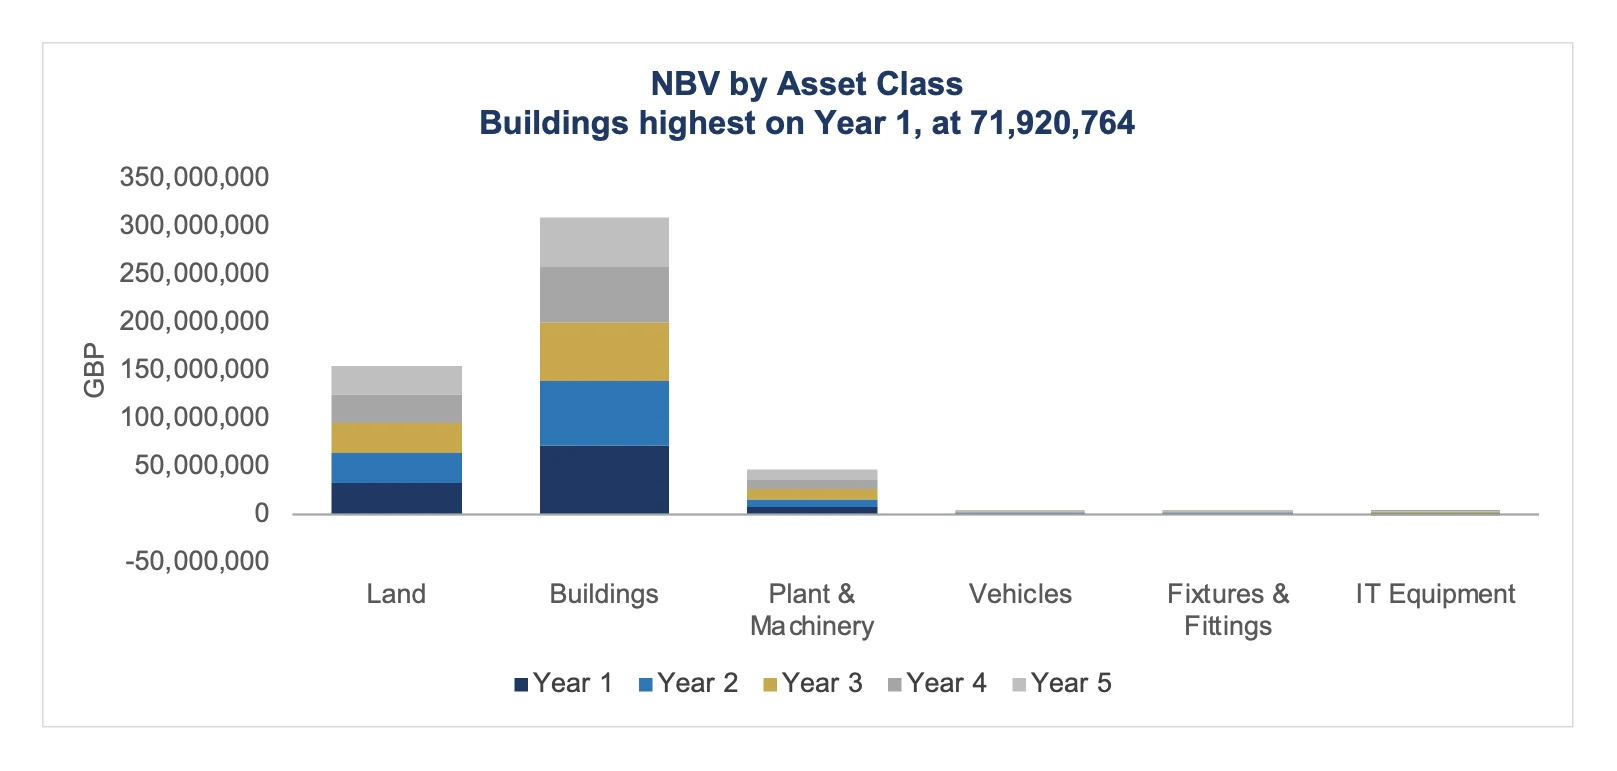 NBV by Asset Class
Buildings highest on Year 1, at 71,920,764
350,000,000
300,000,000
250,000,000
200,000,000
150,000,000
100,000,000
50,000,000
0
-50,000,000
GBP
Land
Buildings
Plant &
Machinery
Vehicles
Fixtures &
Fittings
IT Equipment
Year 1
Year 2
Year 3
Year 4
Year 5